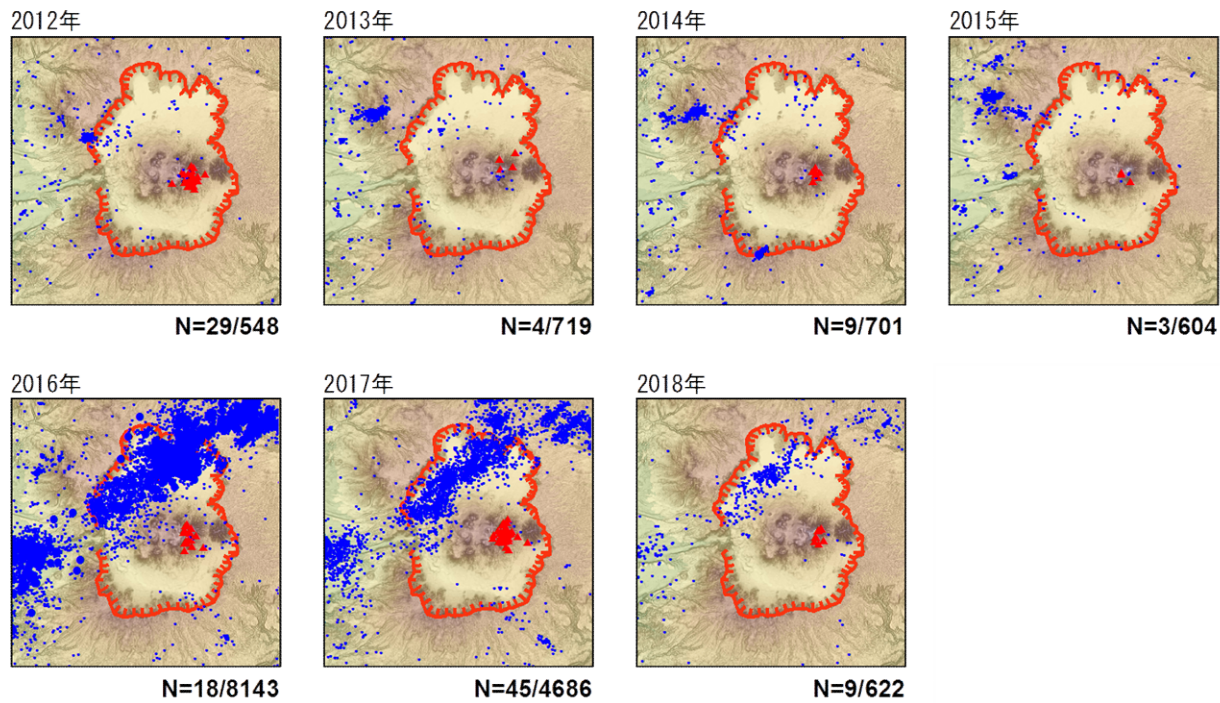 2012年
2013年
2014年
2015年
N=29/548
N=4/719
N=9/701
N=3/604
2016年
2017年
2018年
N=18/8143
N=45/4686
N=9/622